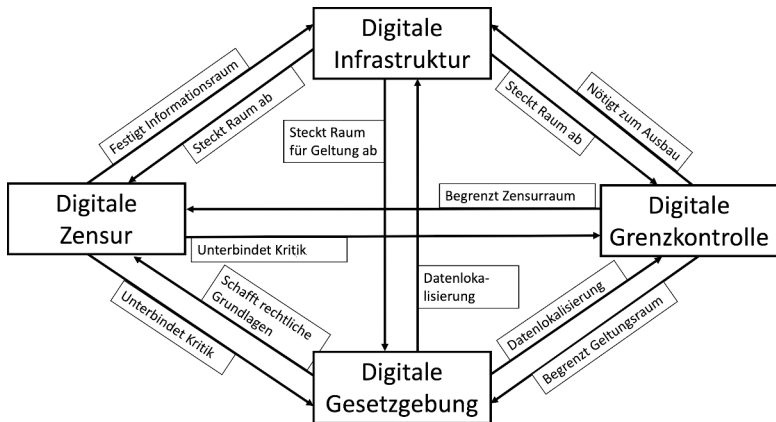 Digitale
Infrastruktur
Festigt Informationsraum
Steckt Raum ab
Steckt Raum
für Geltung ab
Steckt Raum ab
Nötigt zum Ausbau
Digitale
Zensur
Begrenzt Zensurraum
Digitale
Grenzkontrolle
Unterbindet Kritik
Unterbindet Kritik
Schafft rechtliche
Grundlagen
Datenloka-
lisierung
Datenlokalisierung
Begrenzt Geltungsraum
Digitale
Gesetzgebung